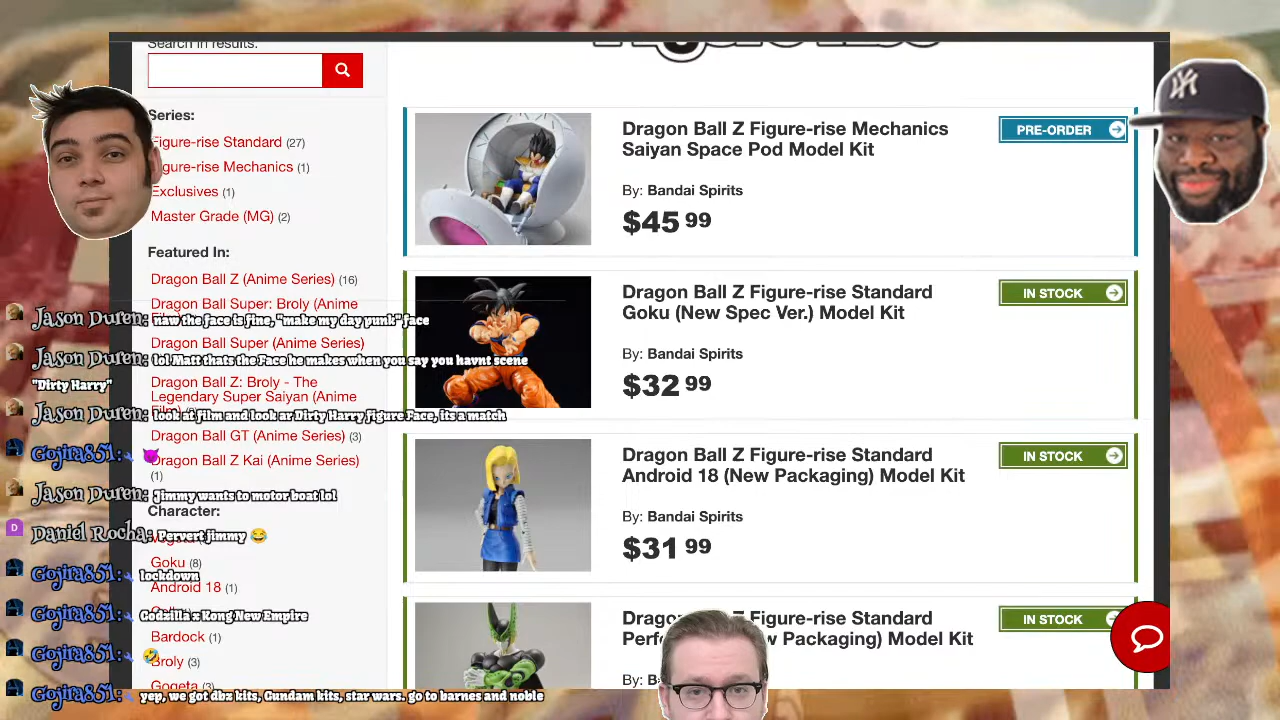 Search in results:
Series:
Figure-rise Standard (27)
Figure-rise Mechanics (1)
Exclusives (1)
Master Grade (MG) (2)
Featured In:
Dragon Ball Z (Anime Series) (16)
Dragon Ball Super: Broly (Anime
Dragon Ball Super (Anime Series)
Dragon Ball Z: Broly - The
Legendary Super Saiyan (Anime
Dragon Ball GT (Anime Series) (3)
Dragon Ball Z Kai (Anime Series)
(1)
Character:
Goku (8)
Android 18 (1)
Bardock (1)
Broly (3)
Gogeta (3)
Dragon Ball Z Figure-rise Mechanics
Saiyan Space Pod Model Kit
By: Bandai Spirits
$45 99
PRE-ORDER
Dragon Ball Z Figure-rise Standard
Goku (New Spec Ver.) Model Kit
By: Bandai Spirits
$32 99
IN STOCK
Dragon Ball Z Figure-rise Standard
Android 18 (New Packaging) Model Kit
By: Bandai Spirits
$31 99
IN STOCK
Z Figure-rise Standard
Packaging) Model Kit
By:
IN STOCK
Jason Duren: naw the face is fine, "make my day punk" face
Jason Duren: lol Matt thats the Face he makes when you say you havnt scene
"Dirty Harry"
Jason Duren: look at film and look ar Dirty Harry figure Face, its a match
Gojira851: 😈
Jason Duren: Jimmy wants to motor boat lol
D
Daniel Rocha: Pervert jimmy 😂
Gojira851: lockdown
Gojira851: Godzilla x Kong New Empire
Gojira851: 🤣
Gojira851: yep, we got dbz kits, Gundam kits, star wars. go to barnes and noble